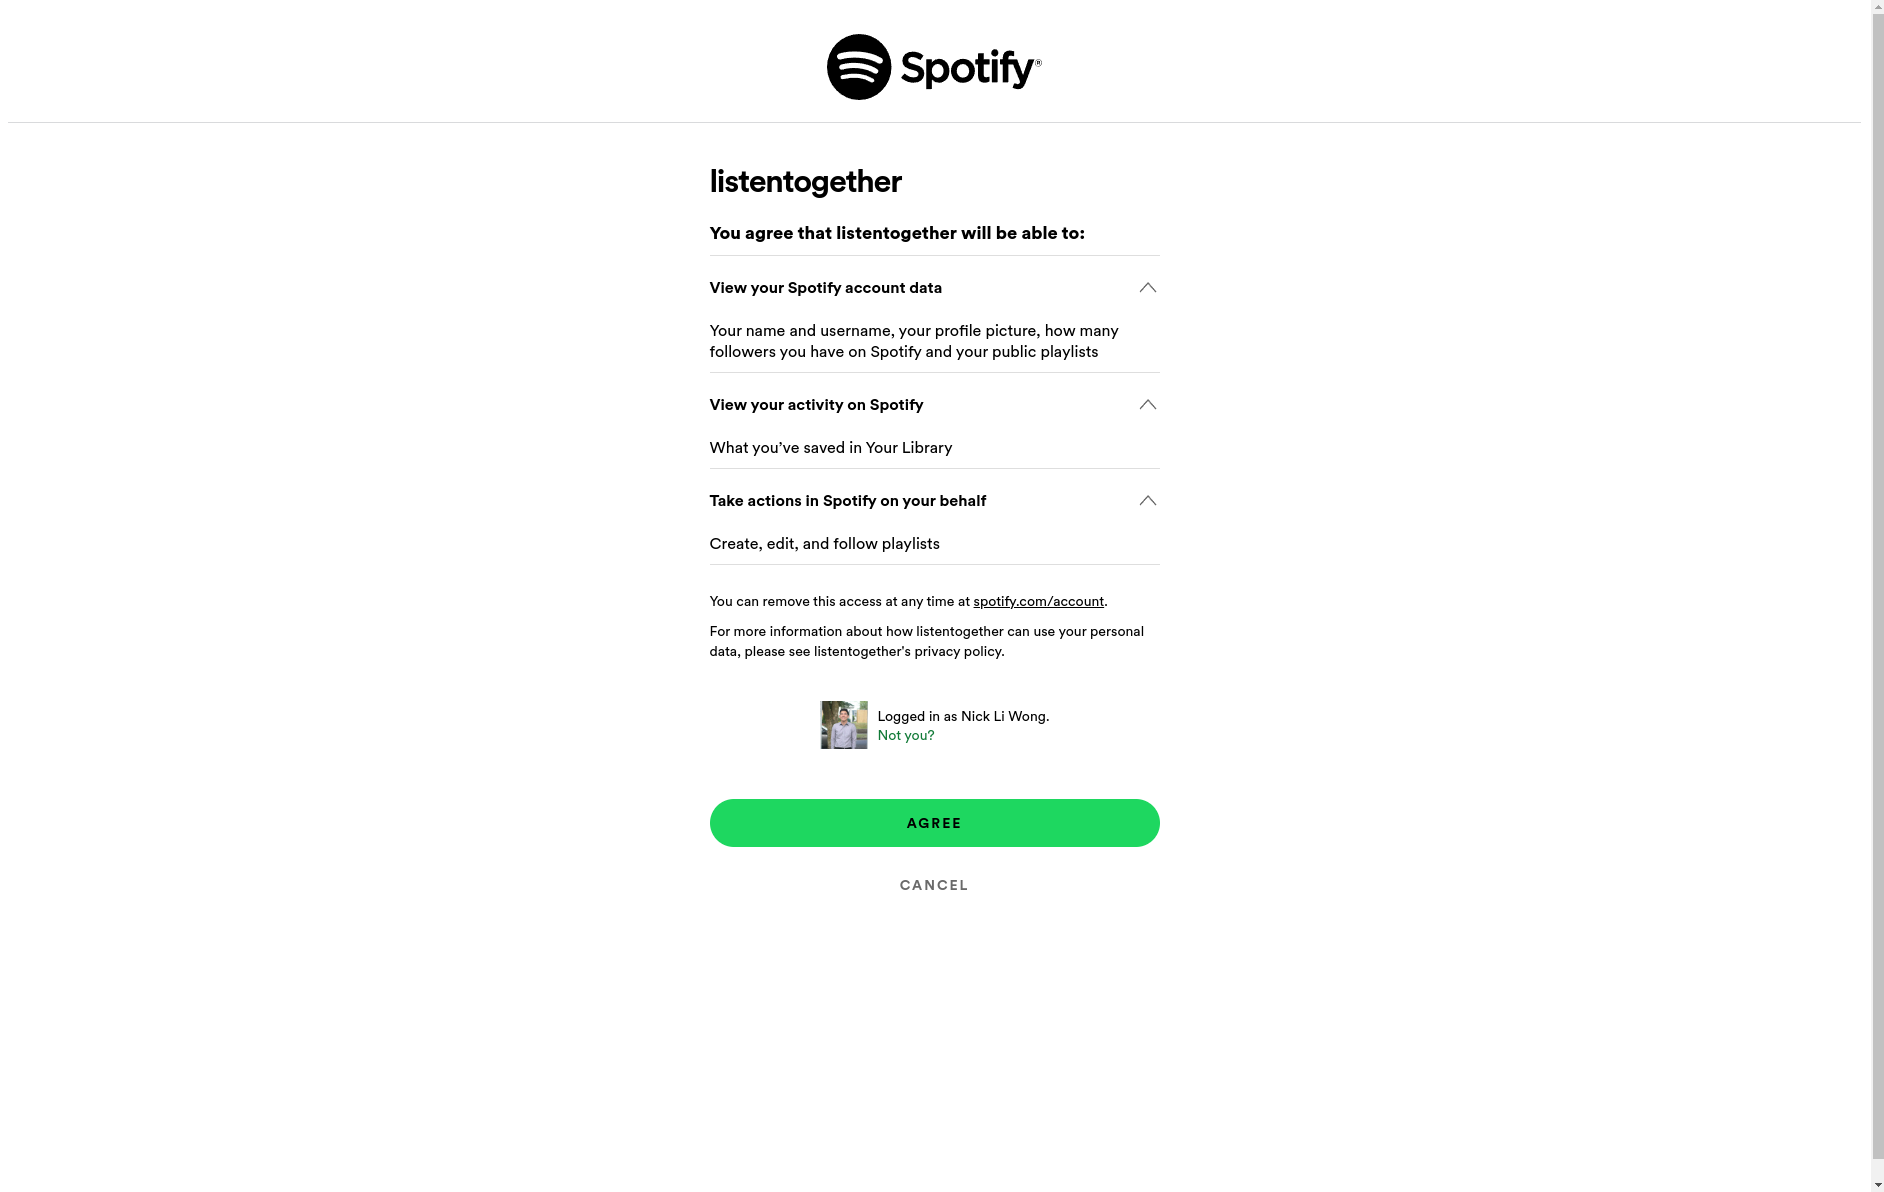 Spotify®
listentogether
You agree that listentogether will be able to:
View your Spotify account data
Your name and username, your profile picture, how many
followers you have on Spotify and your public playlists
View your activity on Spotify
What you’ve saved in Your Library
Take actions in Spotify on your behalf
Create, edit, and follow playlists
You can remove this access at any time at spotify.com/account.
For more information about how listentogether can use your personal
data, please see listentogether's privacy policy.
Logged in as Nick Li Wong.
Not you?
AGREE
CANCEL